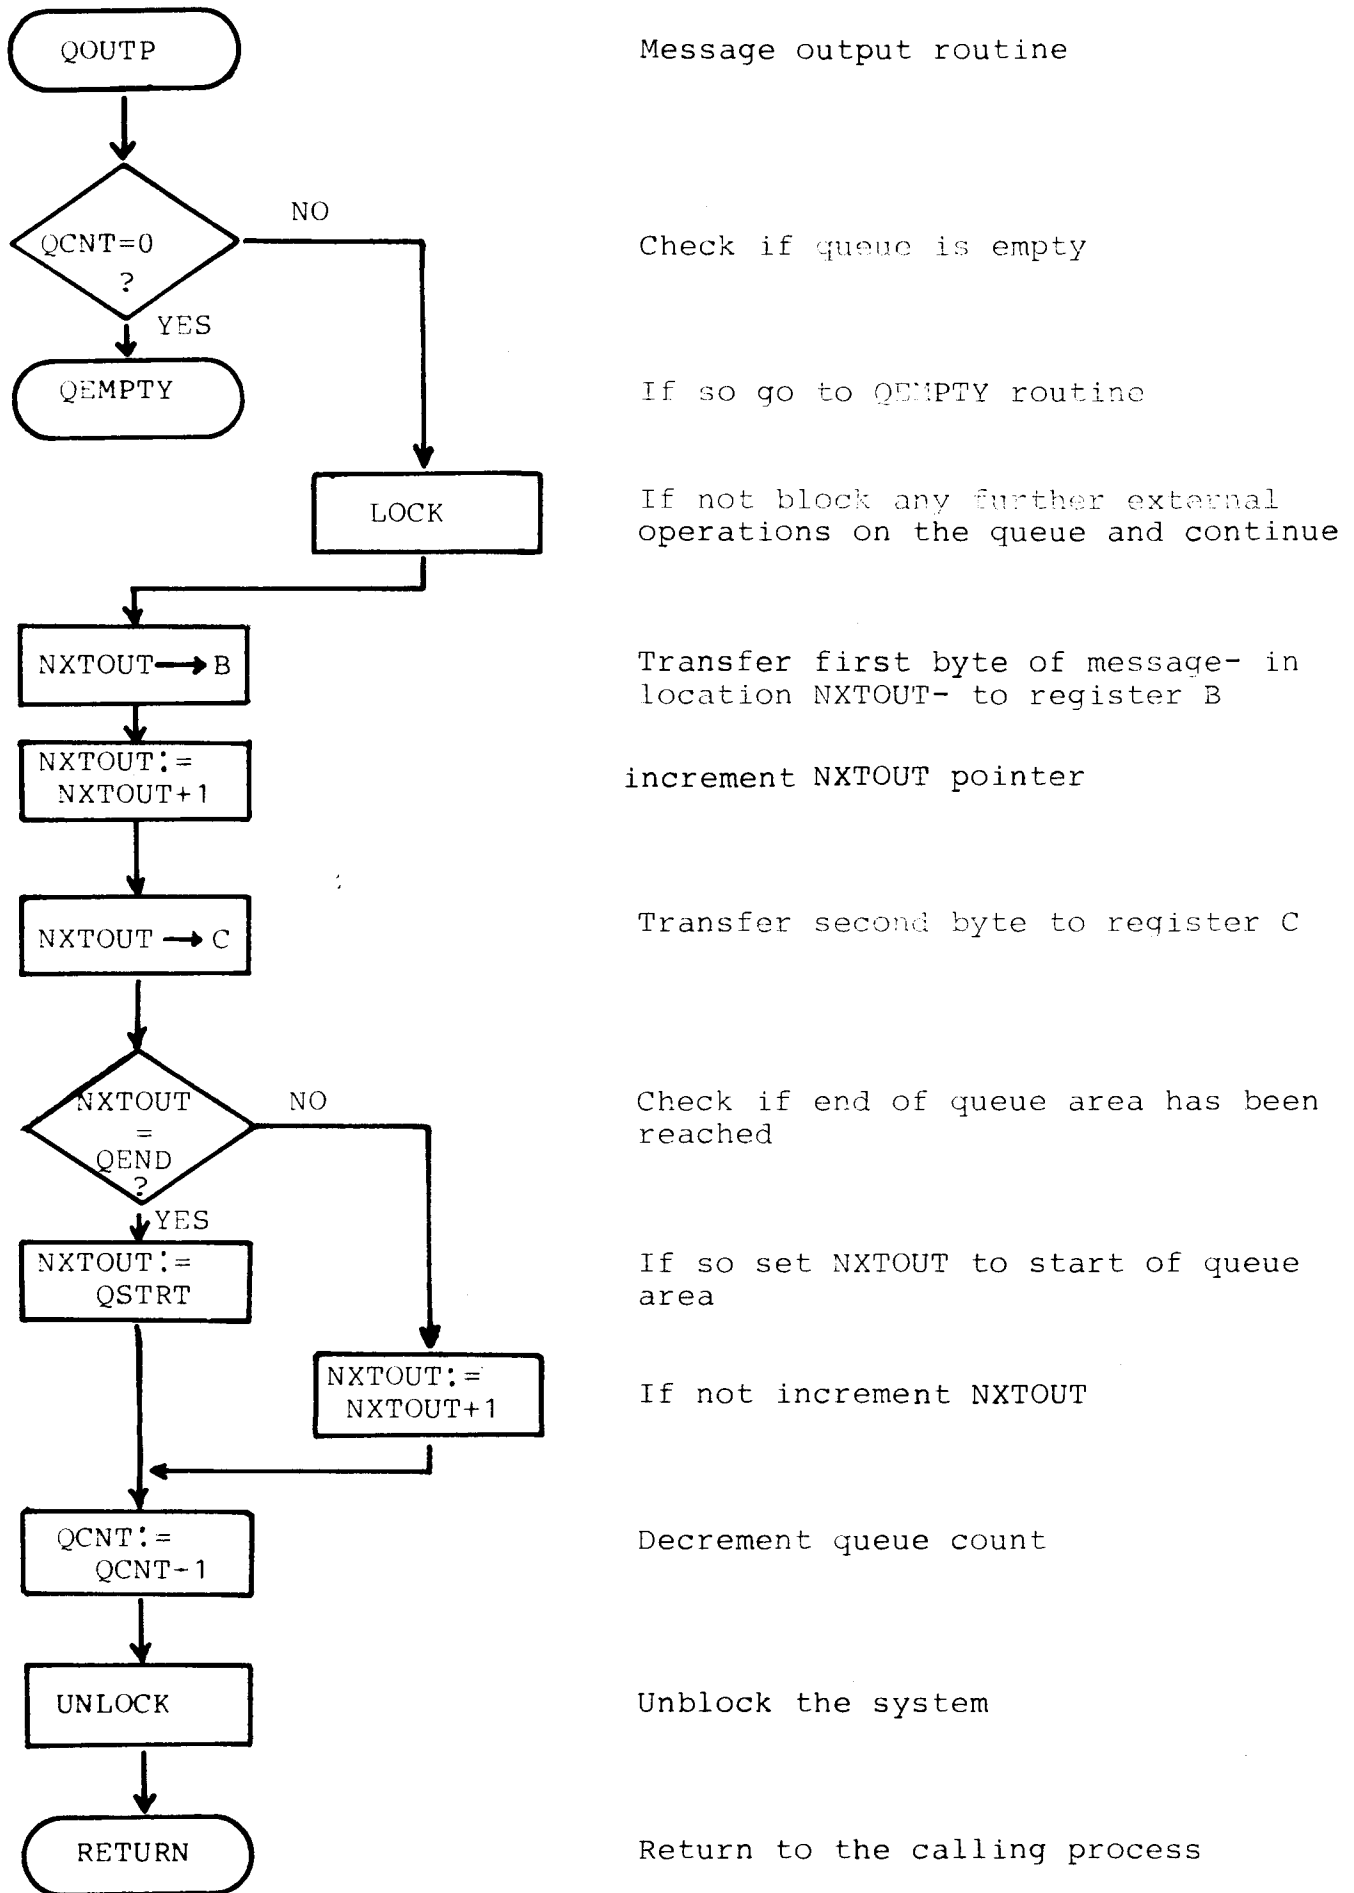 QOUTP
Message output routine
QCNT=0
?
NO
Check if queue is empty
YES
QEMPTY
If so go to QEMPTY routine
LOCK
If not block any further external
operations on the queue and continue
NXTOUT→B
Transfer first byte of message- in
location NXTOUT- to register B
NXTOUT:=
NXTOUT+1
increment NXTOUT pointer
NXTOUT→C
Transfer second byte to register C
NXTOUT
=
QEND
?
NO
Check if end of queue area has been
reached
YES
NXTOUT:=
QSTRT
If so set NXTOUT to start of queue
area
NXTOUT:=
NXTOUT+1
If not increment NXTOUT
QCNT:=
QCNT-1
Decrement queue count
UNLOCK
Unblock the system
RETURN
Return to the calling process